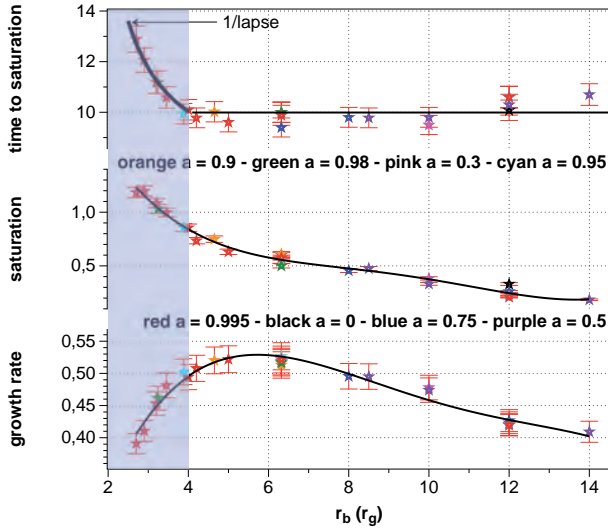 14
1/lapse
12
10
time to saturation
orange a = 0.9 - green a = 0.98 - pink a = 0.3 - cyan a = 0.95
1,0
0,5
saturation
red a = 0.995 - black a = 0 - blue a = 0.75 - purple a = 0.5
0,55
0,50
0,45
0,40
growth rate
2 4 6 8 10 12 14
r_b (r_g)